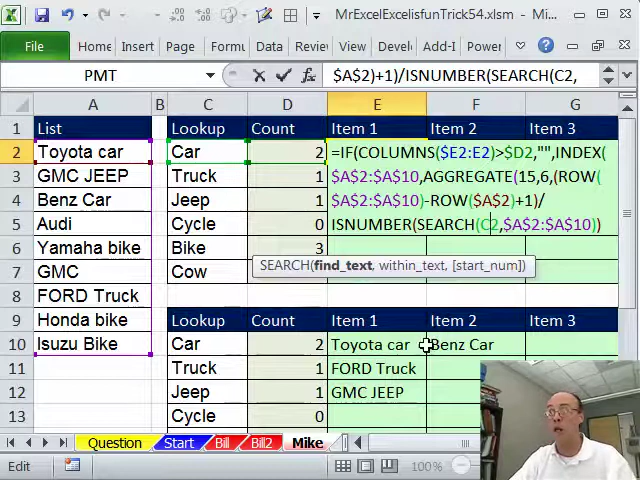 MrExcelExcelisfunTrick54.xlsm - Mi...
File Home Insert Page Formu Data Reviev View Add-I Power Acrob
PMT $A$2)+1)/ISNUMBER(SEARCH(C2,
A B C D E F G
1 List Lookup Count Item 1 Item 2 Item 3
2 Toyota car Car 2 =IF(COLUMNS($E2:E2)>$D2,"",INDEX(
3 GMC JEEP Truck 1 $A$2:$A$10,AGGREGATE(15,6,(ROW(
4 Benz Car Jeep 1 $A$2:$A$10)-ROW($A$2)+1)/
5 Audi Cycle 0 ISNUMBER(SEARCH(C2,$A$2:$A$10))
6 Yamaha bike Bike 3
7 GMC Cow SEARCH(find_text, within_text, [start_num])
8 FORD Truck
9 Honda bike Lookup Count Item 1 Item 2 Item 3
10 Isuzu Bike Car 2 Toyota car Benz Car
11 Truck 1 FORD Truck
12 Jeep 1 GMC JEEP
13 Cycle 0
Question Start Bill Bill2 Mike
Edit 100%